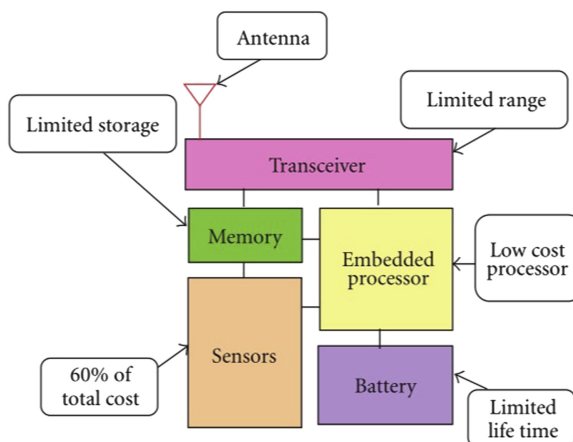 Antenna
Limited range
Limited storage
Transceiver
Memory
Embedded
processor
Low cost
processor
Sensors
60% of
total cost
Battery
Limited
life time